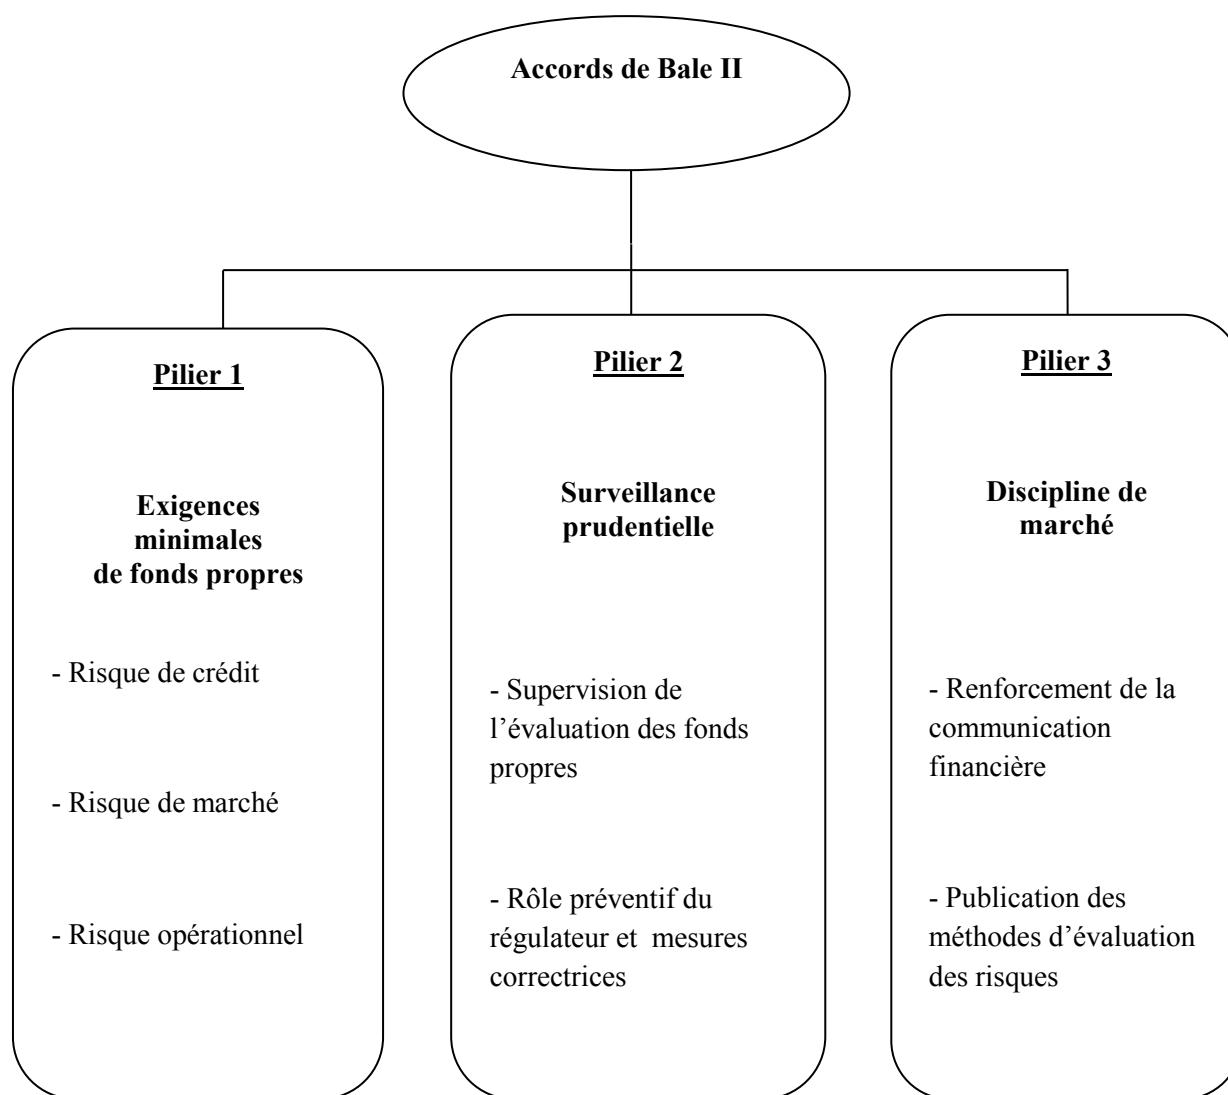 Accords de Bale II
Pilier 1
Exigences
minimales
de fonds propres
- Risque de crédit
- Risque de marché
- Risque opérationnel
Pilier 2
Surveillance
prudentielle
- Supervision de
l’évaluation des fonds
propres
- Rôle préventif du
régulateur et  mesures
correctrices
Pilier 3
Discipline de
marché
- Renforcement de la
communication
financière
- Publication des
méthodes d’évaluation
des risques